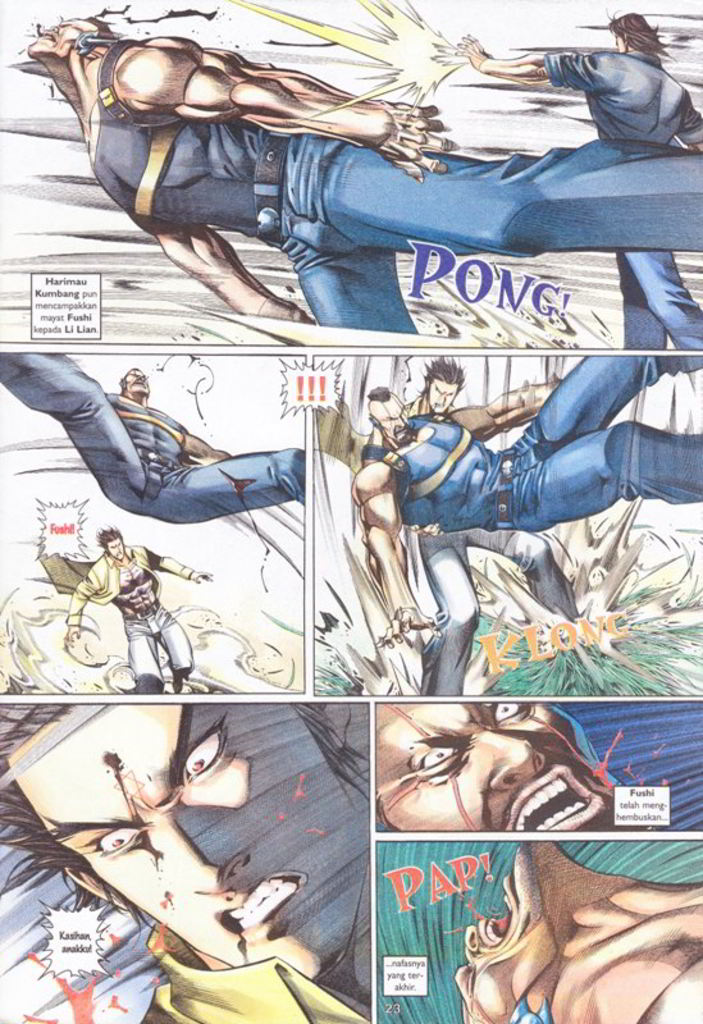 PONG!
Harimau
Kumbang pun
mencampakkan
mayat Fushi
kepada Li Lian.
!!!
Fushi!
KLONG
Kasihan,
anakku!
Fushi
telah meng-
hembuskan...
PAP!
...nafasnya
yang ter-
akhir.
23